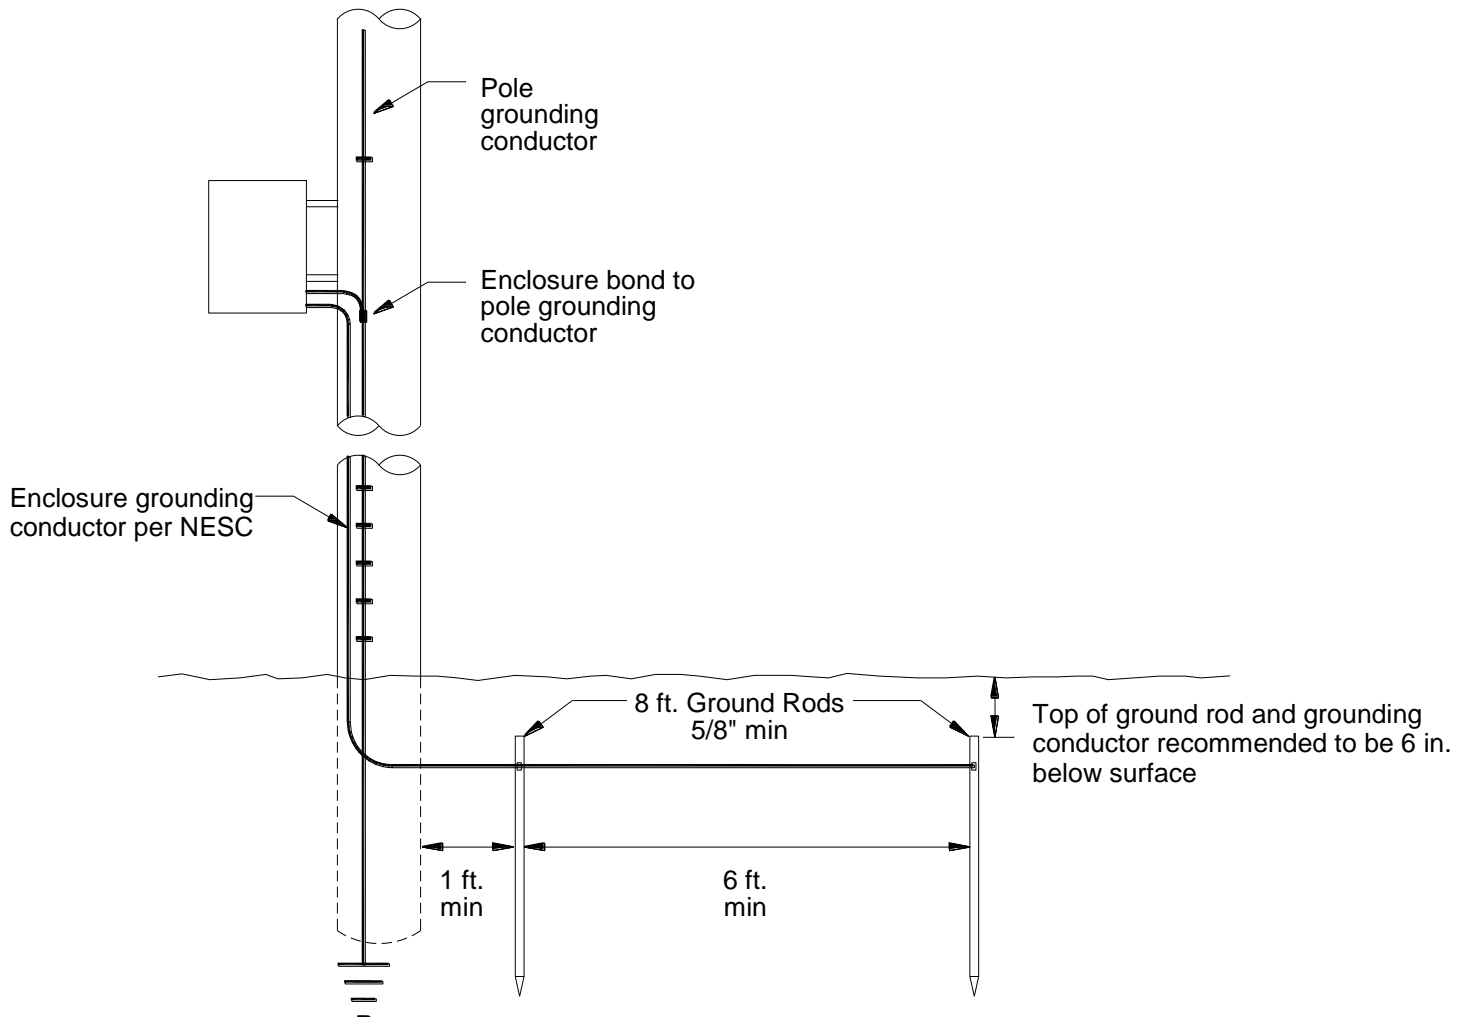 Pole
grounding
conductor
Enclosure bond to
pole grounding
conductor
Enclosure grounding
conductor per NESC
8 ft. Ground Rods
5/8" min
Top of ground rod and grounding
conductor recommended to be 6 in.
below surface
1 ft.
min
6 ft.
min